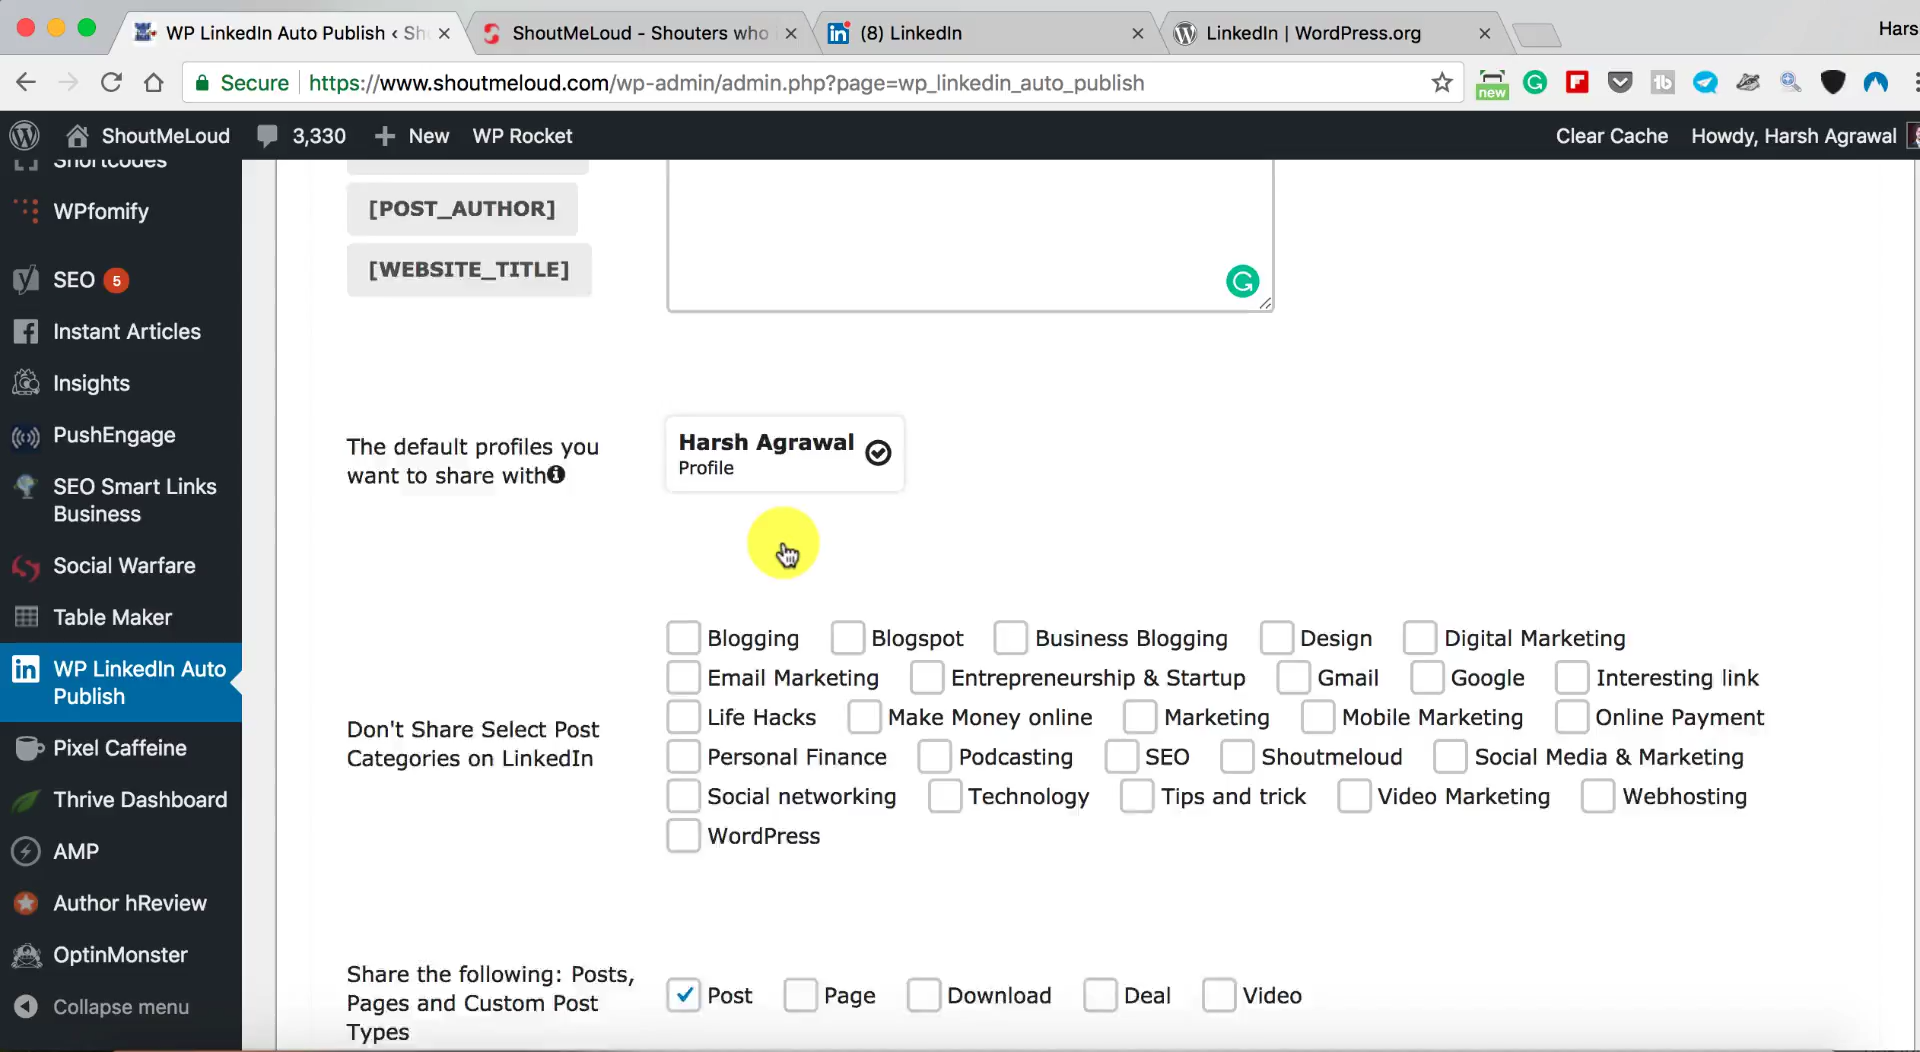 WP LinkedIn Auto Publish ‹ Sh
ShoutMeLoud - Shouters who
(8) LinkedIn
LinkedIn | WordPress.org
Hars
Secure
https://www.shoutmeloud.com/wp-admin/admin.php?page=wp_linkedin_auto_publish
new
ShoutMeLoud
3,330
New
WP Rocket
Clear Cache
Howdy, Harsh Agrawal
Shortcodes
WPfomify
SEO 5
Instant Articles
Insights
PushEngage
SEO Smart Links
Business
Social Warfare
Table Maker
WP LinkedIn Auto
Publish
Pixel Caffeine
Thrive Dashboard
AMP
Author hReview
OptinMonster
Collapse menu
[POST_AUTHOR]
[WEBSITE_TITLE]
The default profiles you
want to share with
Harsh Agrawal
Profile
Don't Share Select Post
Categories on LinkedIn
Blogging Blogspot Business Blogging Design Digital Marketing
Email Marketing Entrepreneurship & Startup Gmail Google Interesting link
Life Hacks Make Money online Marketing Mobile Marketing Online Payment
Personal Finance Podcasting SEO Shoutmeloud Social Media & Marketing
Social networking Technology Tips and trick Video Marketing Webhosting
WordPress
Share the following: Posts,
Pages and Custom Post
Types
Post Page Download Deal Video